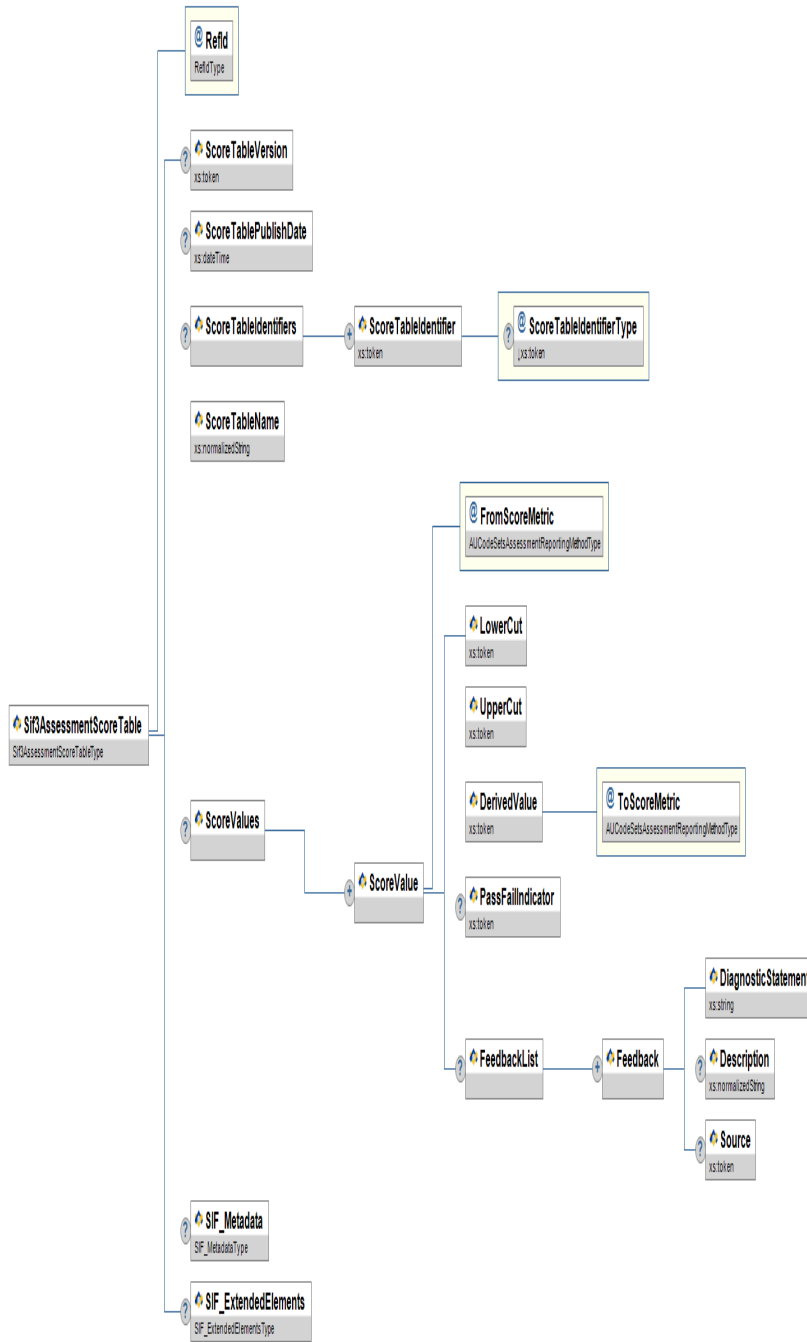 @ RefId
RefIdType
? ScoreTableVersion
xs:token
? ScoreTablePublishDate
xs:dateTime
? ScoreTableIdentifiers
+ ScoreTableIdentifier
xs:token
? @ ScoreTableIdentifierType
xs:token
ScoreTableName
xs:normalizedString
@ FromScoreMetric
AUCodeSetsAssessmentReportingMethodType
LowerCut
xs:token
UpperCut
xs:token
Sif3AssessmentScoreTable
Sif3AssessmentScoreTableType
? ScoreValues
DerivedValue
xs:token
@ ToScoreMetric
AUCodeSetsAssessmentReportingMethodType
+ ScoreValue
? PassFailIndicator
xs:token
? FeedbackList
+ Feedback
DiagnosticStatement
xs:string
? Description
xs:normalizedString
? Source
xs:token
? SIF_Metadata
SIF_MetadataType
? SIF_ExtendedElements
SIF_ExtendedElementsType